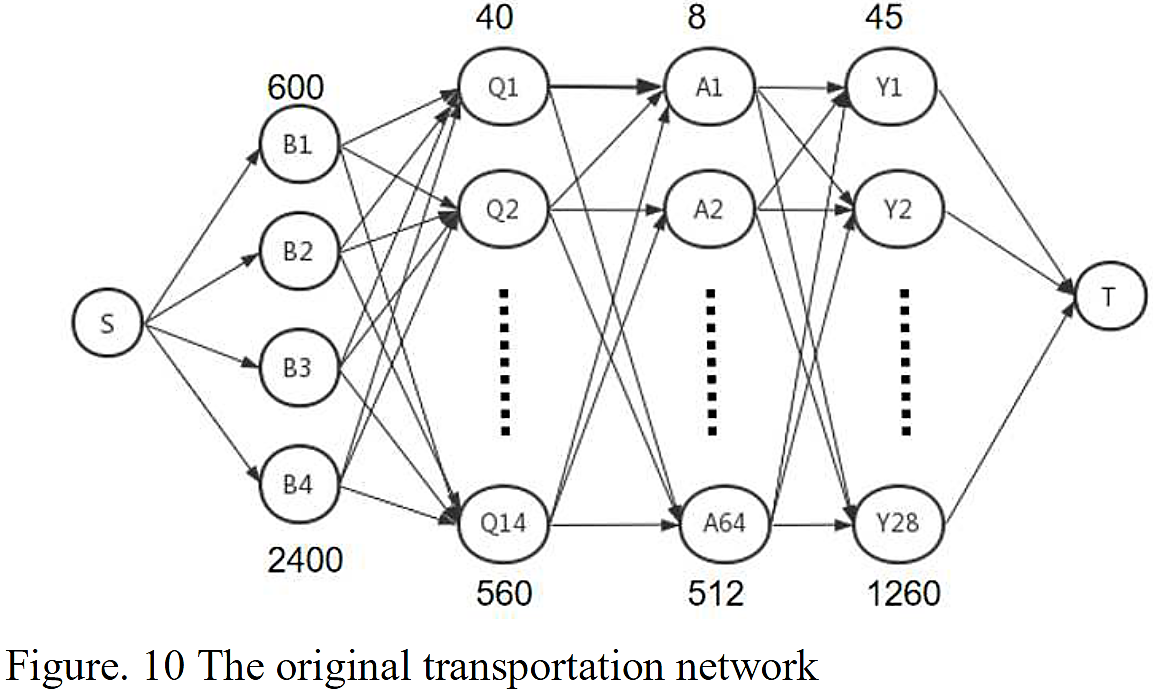 40 8 45
600
Q1 A1 Y1
B1
Q2 A2 Y2
B2
S T
B3
B4
Q14 A64 Y28
2400
560 512 1260
Figure. 10 The original transportation network